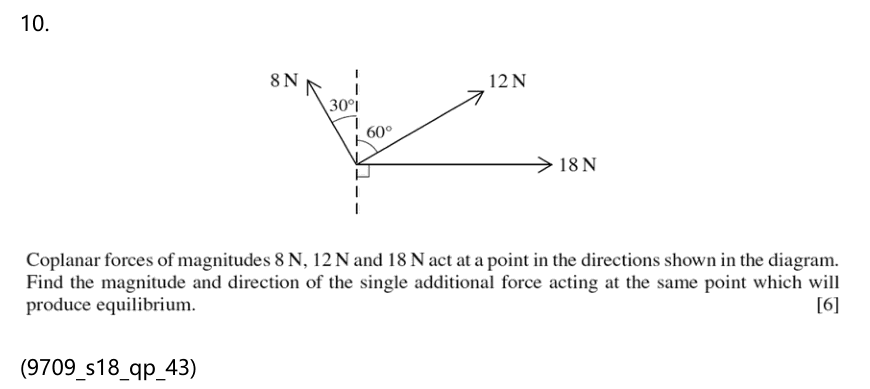 10.
8 N
12 N
30°
60°
18 N
Coplanar forces of magnitudes 8 N, 12 N and 18 N act at a point in the directions shown in the diagram.
Find the magnitude and direction of the single additional force acting at the same point which will
produce equilibrium. [6]
(9709_s18_qp_43)